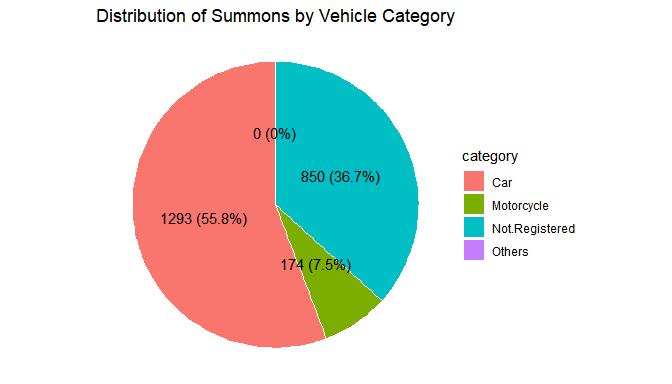 Distribution of Summons by Vehicle Category
0 (0%)
850 (36.7%)
1293 (55.8%)
174 (7.5%)
category
Car
Motorcycle
Not.Registered
Others